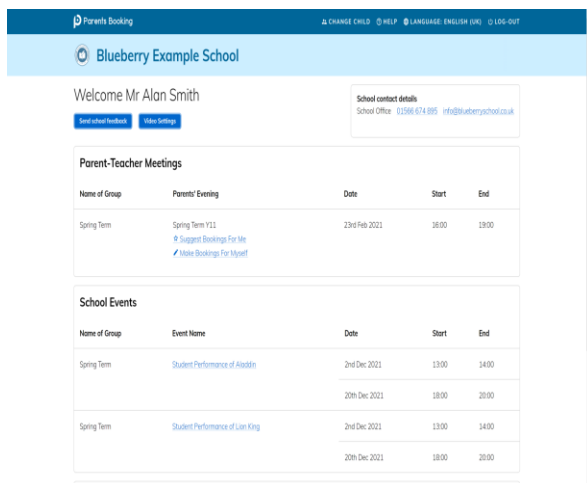 Parents Booking
CHANGE CHILD HELP LANGUAGE: ENGLISH (UK) LOG-OUT
Blueberry Example School
Welcome Mr Alan Smith
Send school feedback Video Settings
School contact details
School Office 01566 674 895 info@blueberryschool.co.uk
Parent-Teacher Meetings
Name of Group Parents' Evening Date Start End
Spring Term Spring Term Y11 23rd Feb 2021 16:00 19:00
Suggest Bookings For Me
Make Bookings For Myself
School Events
Name of Group Event Name Date Start End
Spring Term Student Performance of Aladdin 2nd Dec 2021 13:00 14:00
20th Dec 2021 18:00 20:00
Spring Term Student Performance of Lion King 2nd Dec 2021 13:00 14:00
20th Dec 2021 18:00 20:00